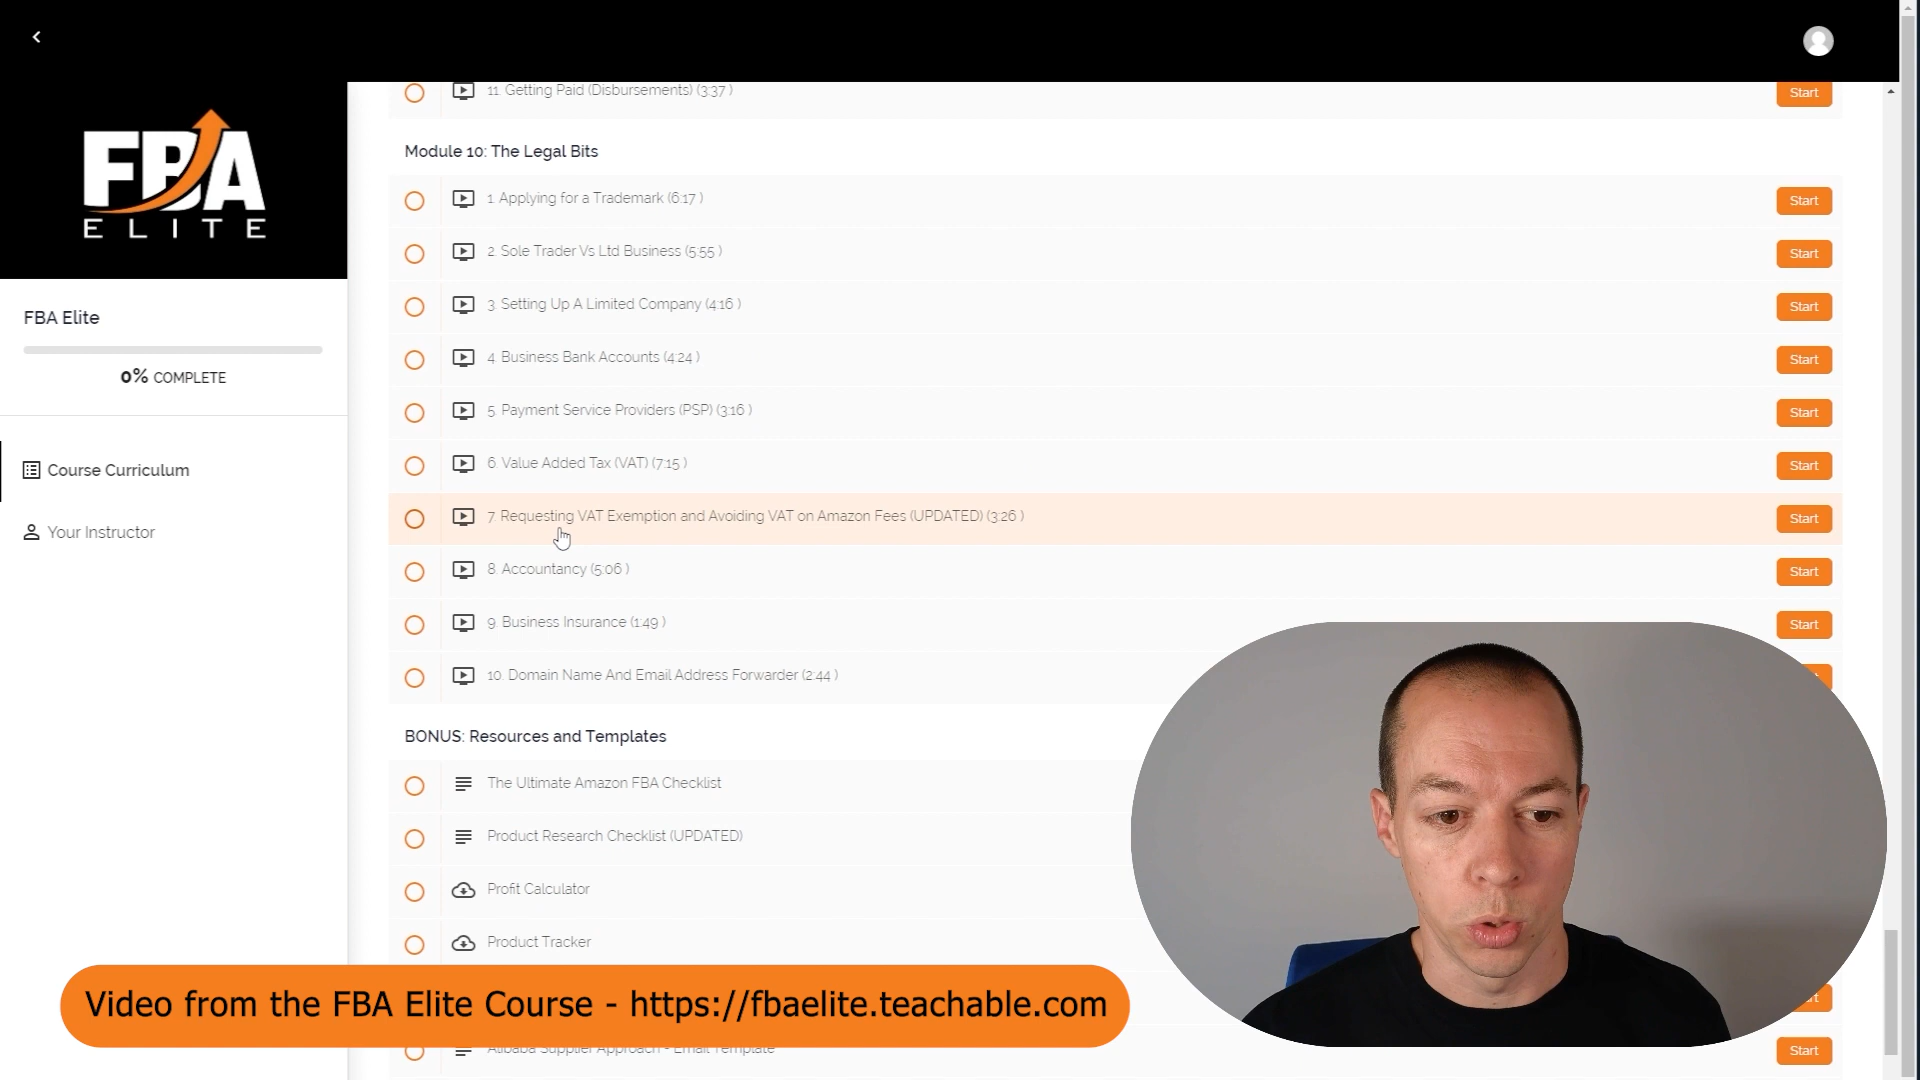 11. Getting Paid (Disbursements) (3:37 )
Start
Module 10: The Legal Bits
1. Applying for a Trademark (6:17 )
Start
2. Sole Trader Vs Ltd Business (5:55 )
Start
3. Setting Up A Limited Company (4:16 )
Start
4. Business Bank Accounts (4:24 )
Start
5. Payment Service Providers (PSP) (3:16 )
Start
6. Value Added Tax (VAT) (7:15 )
Start
7. Requesting VAT Exemption and Avoiding VAT on Amazon Fees (UPDATED) (3:26 )
Start
8. Accountancy (5:06 )
Start
9. Business Insurance (1:49 )
Start
10. Domain Name And Email Address Forwarder (2:44 )
BONUS: Resources and Templates
The Ultimate Amazon FBA Checklist
Product Research Checklist (UPDATED)
Profit Calculator
Product Tracker
Alibaba Supplier Approach - Email Template
Start
FBA
ELITE
FBA Elite
0% COMPLETE
Course Curriculum
Your Instructor
Video from the FBA Elite Course - https://fbaelite.teachable.com